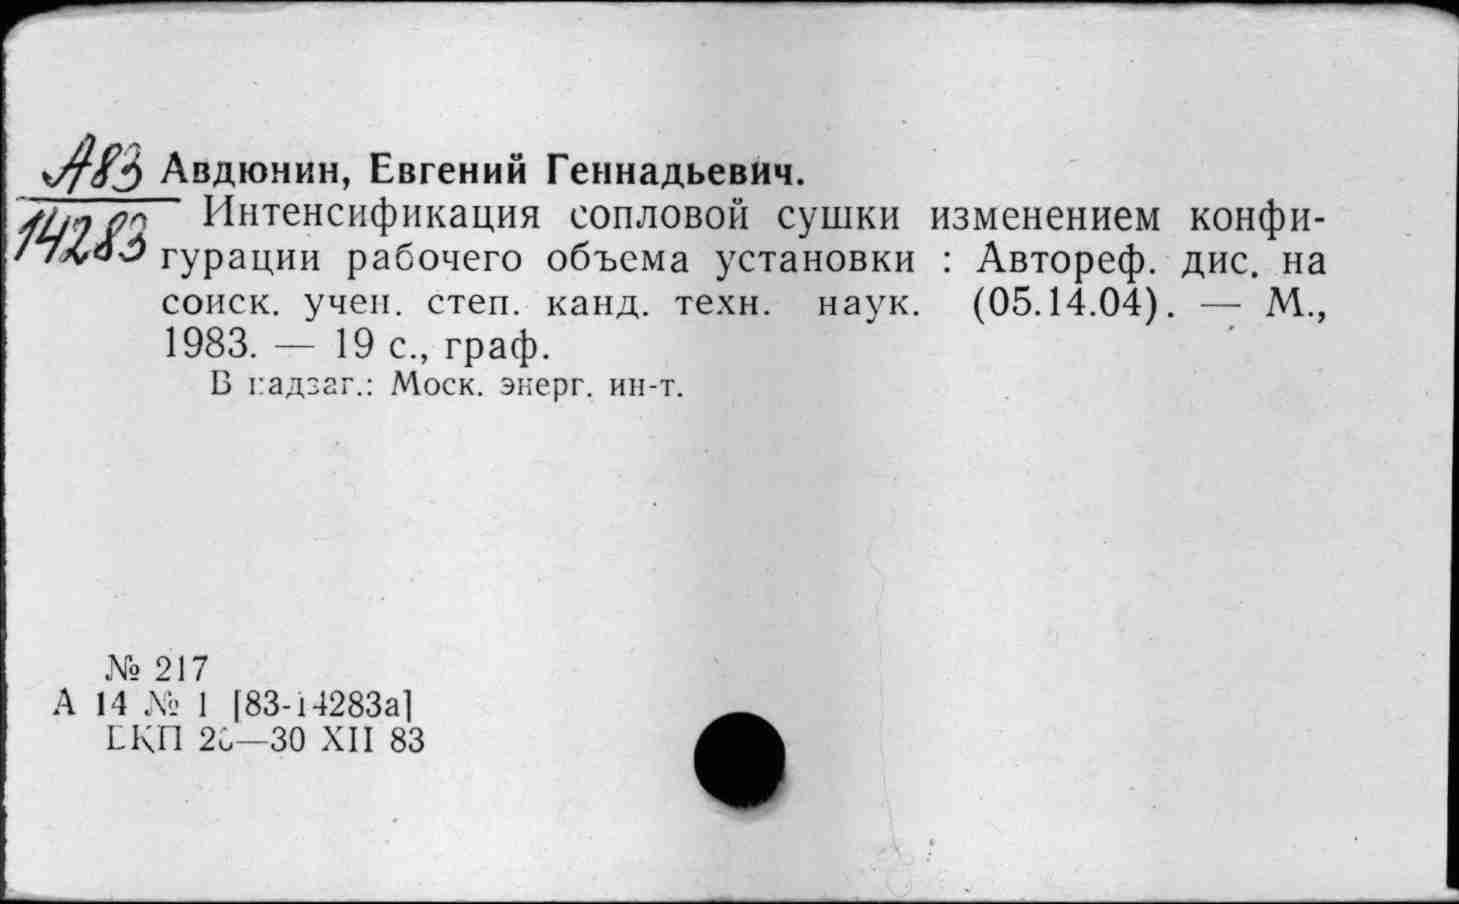 А83 Авдюнин, Евгений Геннадьевич.
14283 Интенсификация сопловой сушки изменением конфи-
гурации рабочего объема установки : Автореф. дис. на
соиск. учен. степ. канд. техн. наук. (05.14.04). — М.,
1983. — 19 с., граф.
В надзаг.: Моск. энерг. ин-т.
№ 217
А 14 № 1 [83-14283а]
ЕКП 26—30 XII 83